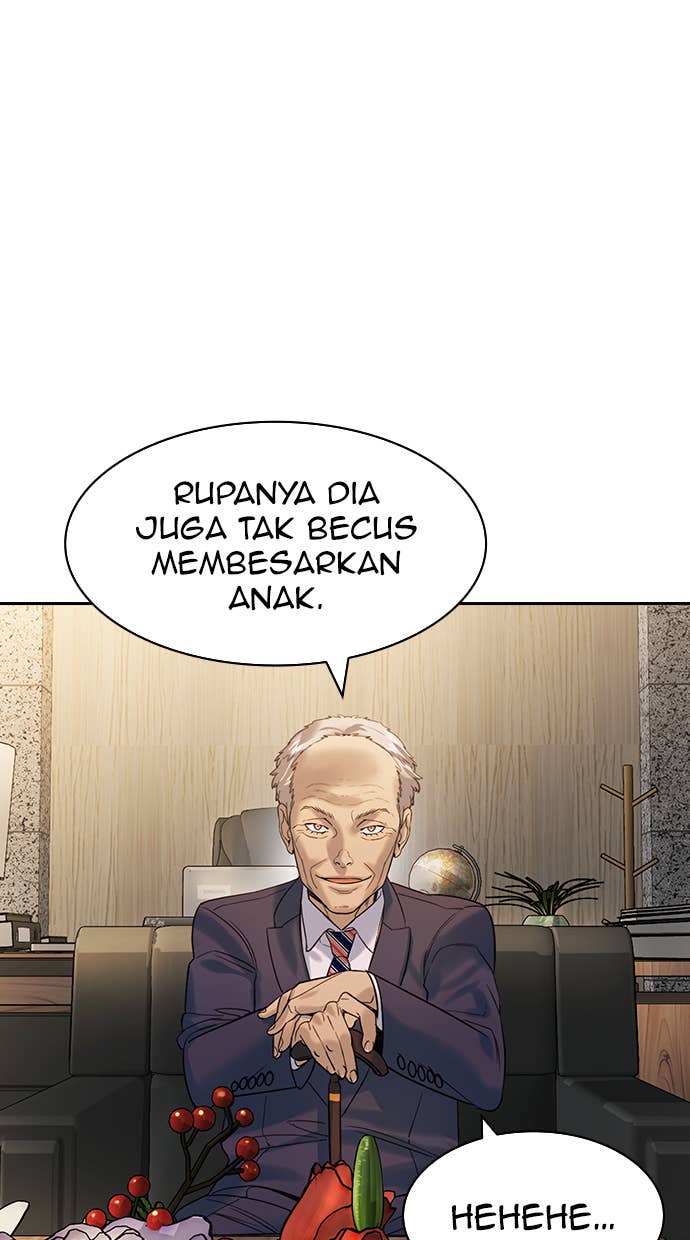 RUPANYA DIA
JUGA TAK BECUS
MEMBESARKAN
ANAK.
HEHEHE...